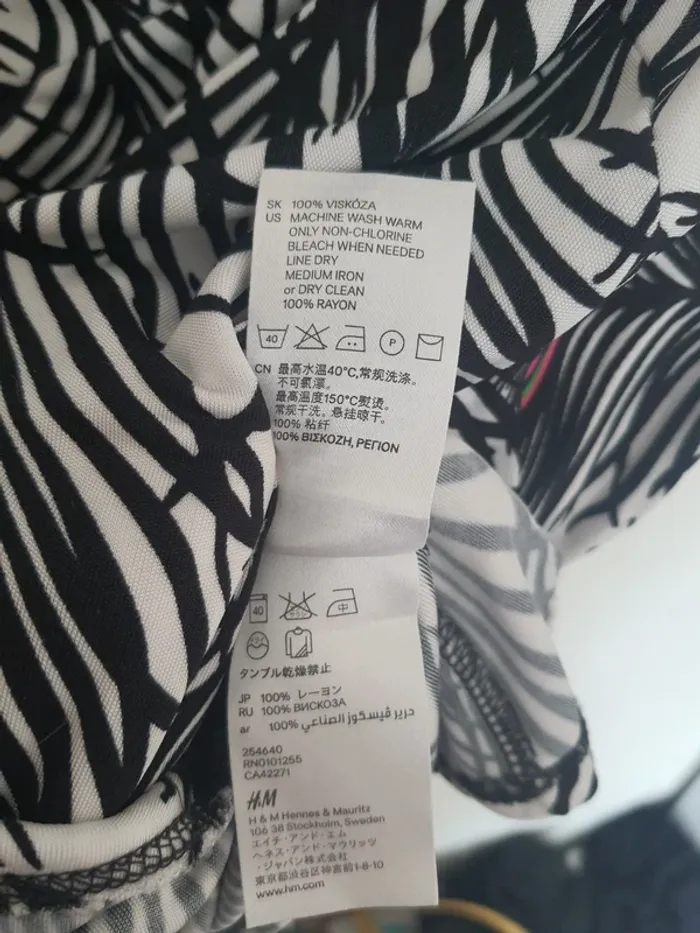 SK 100% VISKÓZA
US MACHINE WASH WARM
ONLY NON-CHLORINE
BLEACH WHEN NEEDED
LINE DRY
MEDIUM IRON
or DRY CLEAN
100% RAYON
40 P
CN 最高水温40°C,常规洗涤。
不可氯漂。
最高温度150°C熨烫。
常规干洗。悬挂晾干。
100% 粘纤
100% ΒΙΣΚΟΖΗ, ΡΕΓΙΟΝ
40 中
タンブル乾燥禁止
JP 100% レーヨン
RU 100% ВИСКОЗА
ar 100% حرير ڤيسكوز الصناعي
254640
RN0101255
CA42271
H&M
H & M Hennes & Mauritz
106 38 Stockholm, Sweden
エイチ・アンド・エム
ヘネス・アンド・マウリッツ
・ジャパン株式会社
東京都渋谷区神宮前1-8-10
www.hm.com